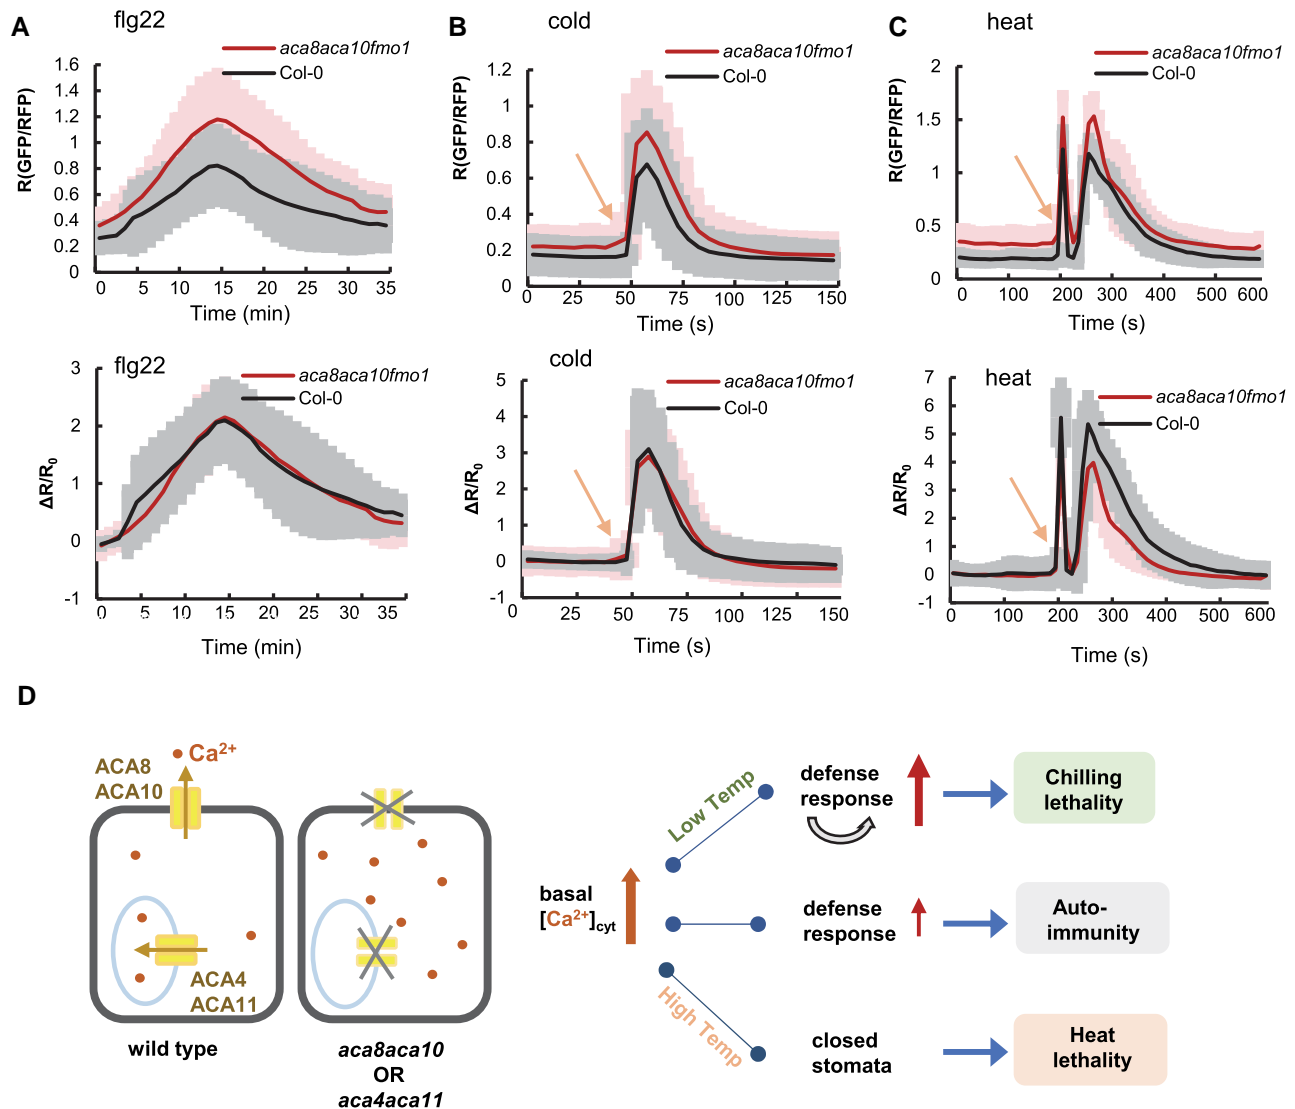 A
flg22
aca8aca10fmo1
Col-0
R(GFP/RFP)
1.6
1.4
1.2
1
0.8
0.6
0.4
0.2
0
0 5 10 15 20 25 30 35
Time (min)
B
cold
aca8aca10fmo1
Col-0
R(GFP/RFP)
1.2
1
0.8
0.6
0.4
0.2
0
0 25 50 75 100 125 150
Time (s)
C
heat
aca8aca10fmo1
Col-0
R(GFP/RFP)
2
1.5
1
0.5
0
0 100 200 300 400 500 600
Time (s)
flg22
aca8aca10fmo1
Col-0
ΔR/R0
3
2
1
0
-1
0 5 10 15 20 25 30 35
Time (min)
cold
aca8aca10fmo1
Col-0
ΔR/R0
5
4
3
2
1
0
-1
0 25 50 75 100 125 150
Time (s)
heat
aca8aca10fmo1
Col-0
ΔR/R0
7
6
5
4
3
2
1
0
-1
0 100 200 300 400 500 600
Time (s)
D
Ca2+
ACA8
ACA10
ACA4
ACA11
wild type
aca8aca10
OR
aca4aca11
basal
[Ca2+]cyt
Low Temp
defense
response
Chilling
lethality
defense
response
Auto-
immunity
High Temp
closed
stomata
Heat
lethality